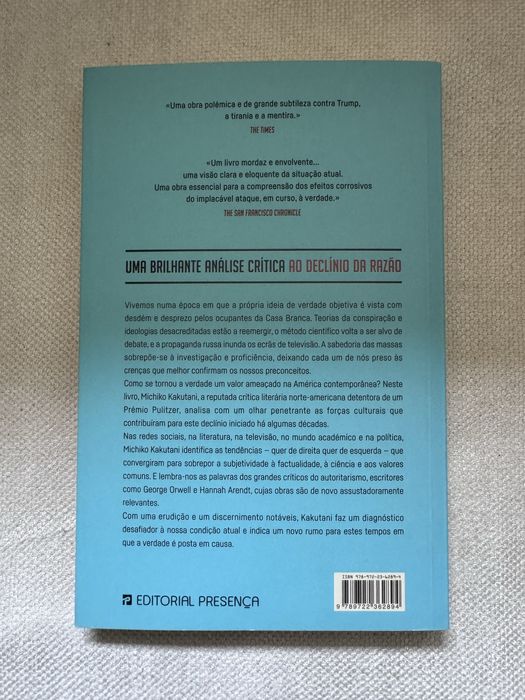 «Uma obra polémica e de grande subtileza contra Trump,
a tirania e a mentira.»
THE TIMES
«Um livro mordaz e envolvente...
uma visão clara e eloquente da situação atual.
Uma obra essencial para a compreensão dos efeitos corrosivos
do implacável ataque, em curso, à verdade.»
THE SAN FRANCISCO CHRONICLE
UMA BRILHANTE ANÁLISE CRÍTICA AO DECLÍNIO DA RAZÃO
Vivemos numa época em que a própria ideia de verdade objetiva é vista com
desdém e desprezo pelos ocupantes da Casa Branca. Teorias da conspiração e
ideologias desacreditadas estão a reemergir, o método científico volta a ser alvo de
debate, e a propaganda russa inunda os ecrãs de televisão. A sabedoria das massas
sobrepõe-se à investigação e proficiência, deixando cada um de nós preso às
crenças que melhor confirmam os nossos preconceitos.
Como se tornou a verdade um valor ameaçado na América contemporânea? Neste
livro, Michiko Kakutani, a reputada crítica literária norte-americana detentora de um
Prémio Pulitzer, analisa com um olhar penetrante as forças culturais que
contribuíram para este declínio iniciado há algumas décadas.
Nas redes sociais, na literatura, na televisão, no mundo académico e na política,
Michiko Kakutani identifica as tendências — quer de direita quer de esquerda — que
convergiram para sobrepor a subjetividade à factualidade, à ciência e aos valores
comuns. E lembra-nos as palavras dos grandes críticos do autoritarismo, escritores
como George Orwell e Hannah Arendt, cujas obras são de novo assustadoramente
relevantes.
Com uma erudição e um discernimento notáveis, Kakutani faz um diagnóstico
desafiador à nossa condição atual e indica um novo rumo para estes tempos em
que a verdade é posta em causa.
ISBN 978-972-23-6289-4
9 789722 362894
EDITORIAL PRESENÇA